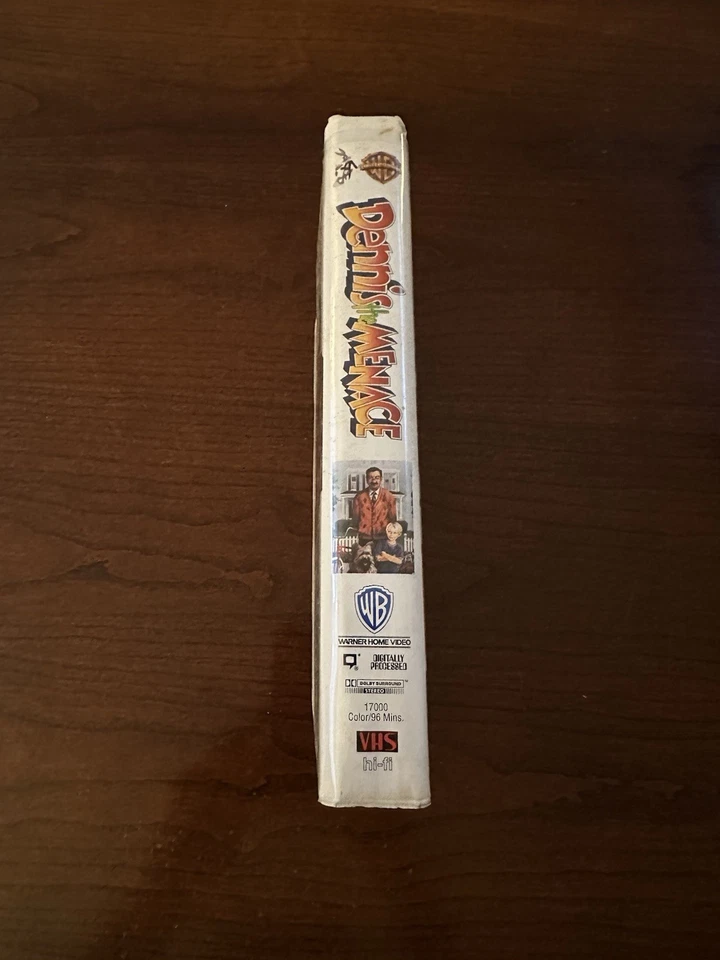 Dennis the MENACE
WB
WARNER HOME VIDEO
DIGITALLY
PROCESSED
DOLBY SURROUND
STEREO
17000
Color/96 Mins.
VHS
hi-fi